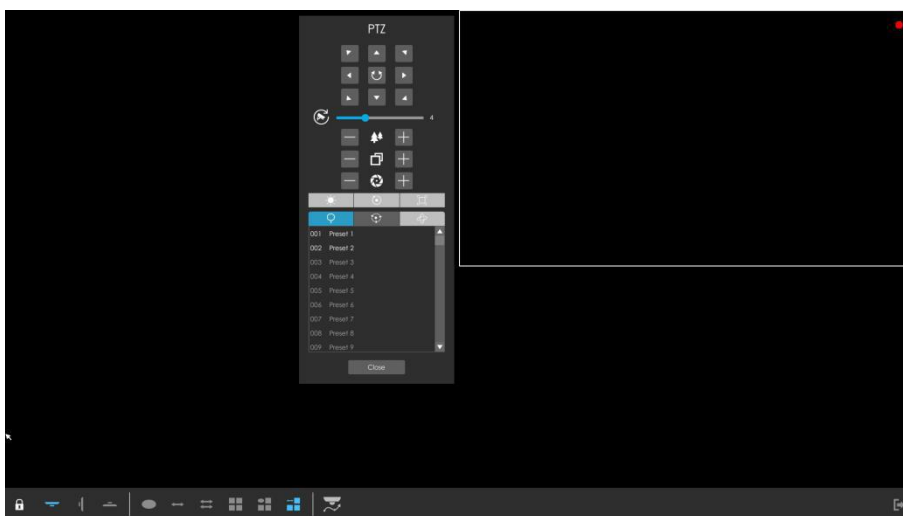 PTZ
4
001 Preset 1
002 Preset 2
003 Preset 3
004 Preset 4
005 Preset 5
006 Preset 6
007 Preset 7
008 Preset 8
009 Preset 9
Close